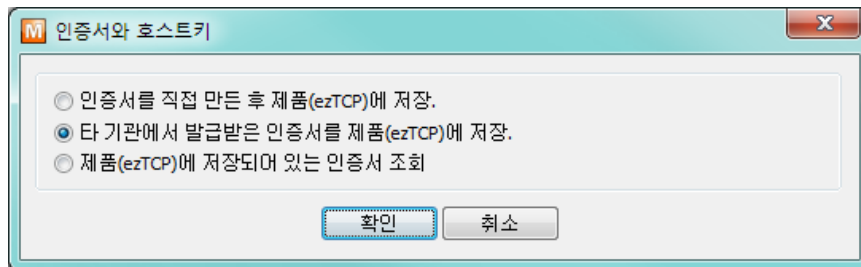 M 인증서와 호스트키 X
인증서를 직접 만든 후 제품(ezTCP)에 저장.
타 기관에서 발급받은 인증서를 제품(ezTCP)에 저장.
제품(ezTCP)에 저장되어 있는 인증서 조회
확인 취소